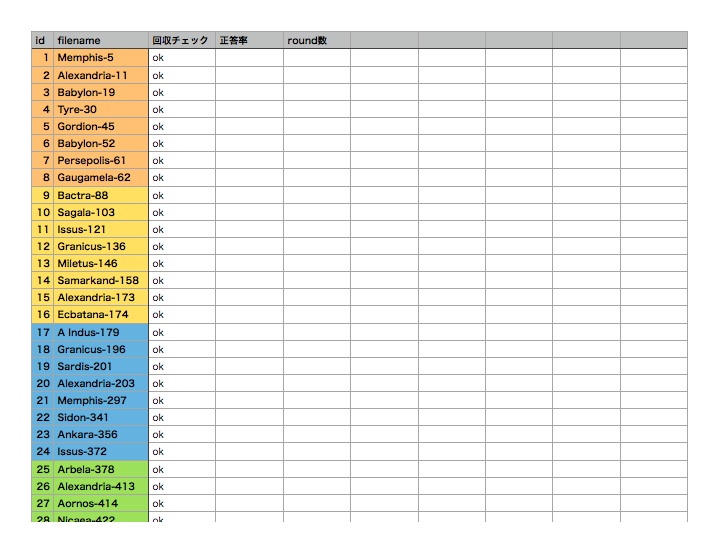 id filename 回収チェック 正答率 round数
1 Memphis-5 ok
2 Alexandria-11 ok
3 Babylon-19 ok
4 Tyre-30 ok
5 Gordion-45 ok
6 Babylon-52 ok
7 Persepolis-61 ok
8 Gaugamela-62 ok
9 Bactra-88 ok
10 Sagala-103 ok
11 Issus-121 ok
12 Granicus-136 ok
13 Miletus-146 ok
14 Samarkand-158 ok
15 Alexandria-173 ok
16 Ecbatana-174 ok
17 A Indus-179 ok
18 Granicus-196 ok
19 Sardis-201 ok
20 Alexandria-203 ok
21 Memphis-297 ok
22 Sidon-341 ok
23 Ankara-356 ok
24 Issus-372 ok
25 Arbela-378 ok
26 Alexandria-413 ok
27 Aornos-414 ok
28 Nicaea-422 ok